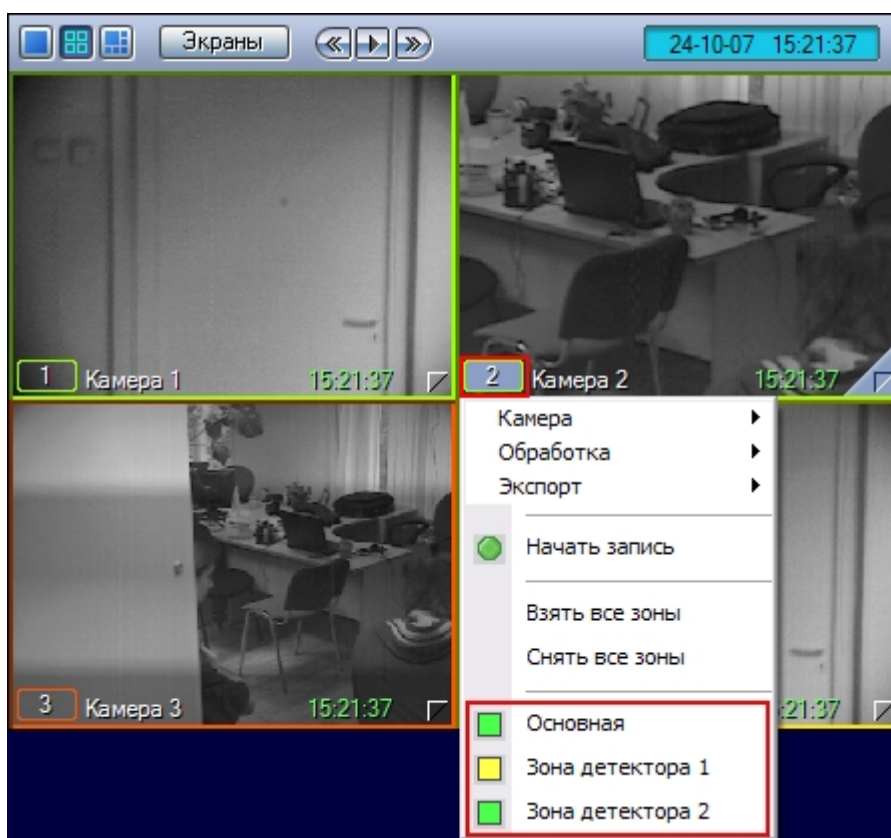 Экраны
24-10-07 15:21:37
1 Камера 1 15:21:37
2 Камера 2 15:21:37
Камера
Обработка
Экспорт
Начать запись
Взять все зоны
Снять все зоны
3 Камера 3 15:21:37
:21:37
Основная
Зона детектора 1
Зона детектора 2